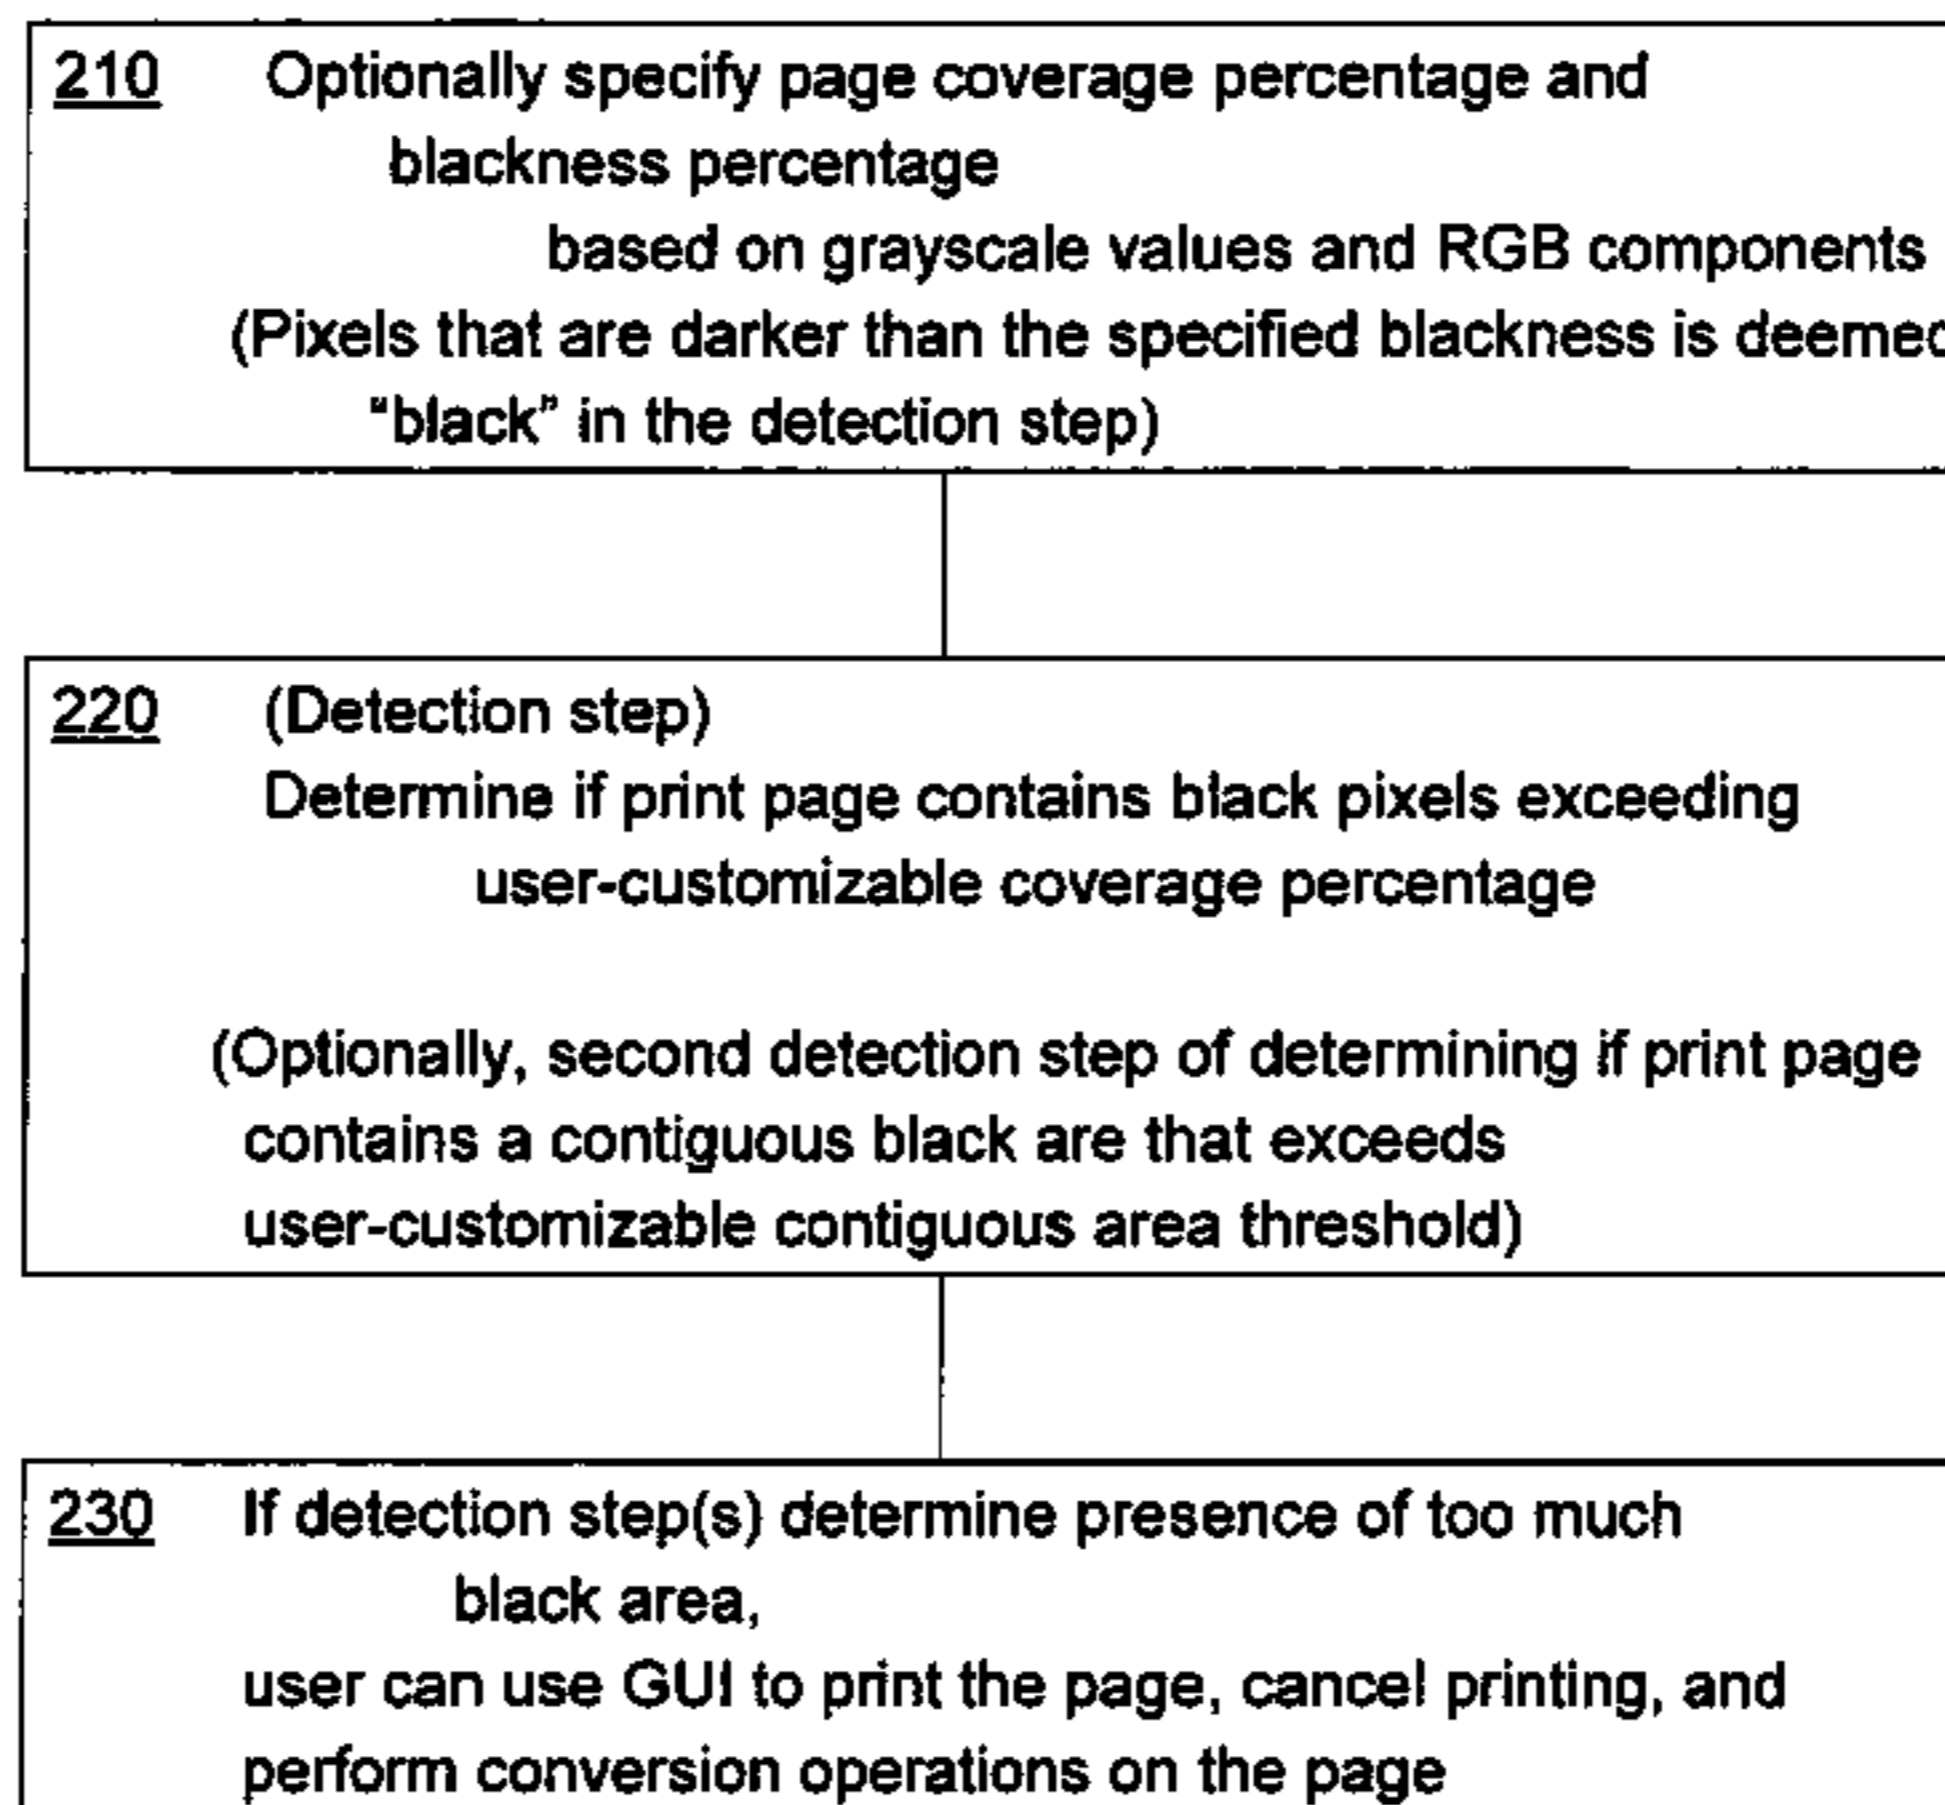 210 Optionally specify page coverage percentage and
blackness percentage
based on grayscale values and RGB components
(Pixels that are darker than the specified blackness is deemed
"black” in the detection step)
220 (Detection step)
Determine if print page contains black pixels exceeding
user-customizable coverage percentage
(Optionally, second detection step of determining if print page
contains a contiguous black are that exceeds
user-customizable contiguous area threshold)
230 If detection step(s) determine presence of too much
black area,
user can use GUI to print the page, cancel printing, and
perform conversion operations on the page